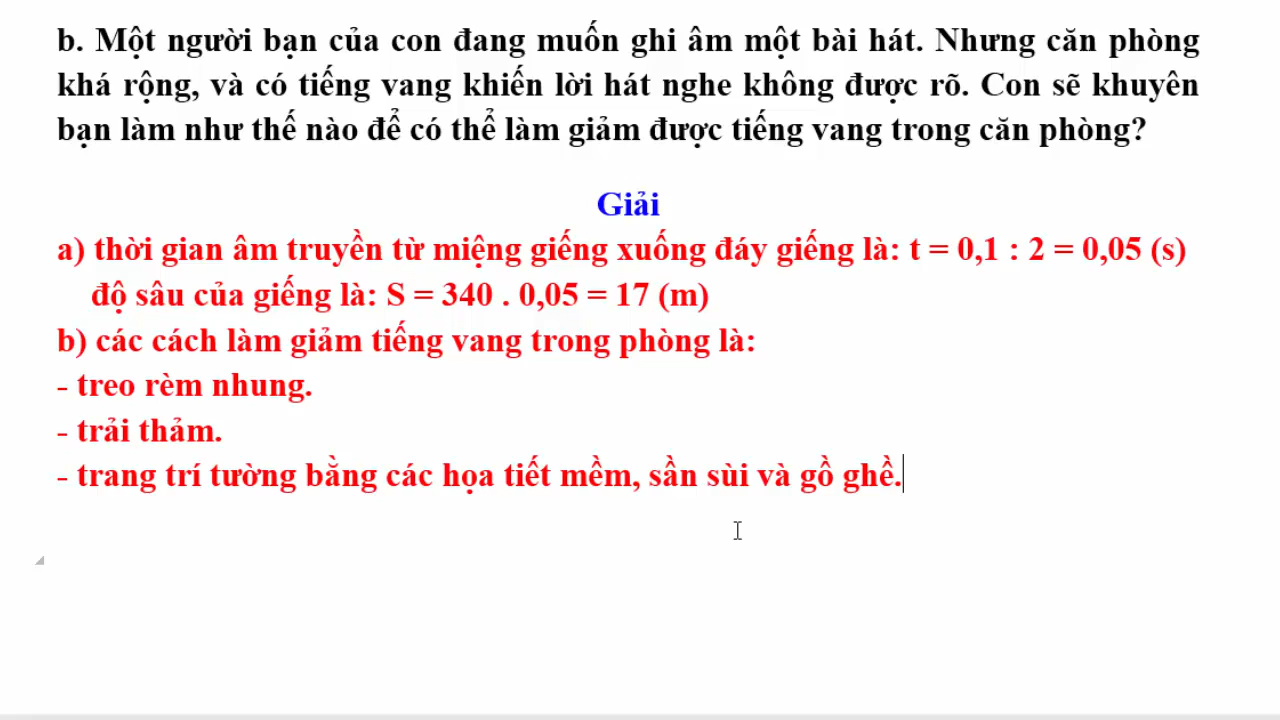 b. Một người bạn của con đang muốn ghi âm một bài hát. Nhưng căn phòng
khá rộng, và có tiếng vang khiến lời hát nghe không được rõ. Con sẽ khuyên
bạn làm như thế nào để có thể làm giảm được tiếng vang trong căn phòng?
Giải
a) thời gian âm truyền từ miệng giếng xuống đáy giếng là: t = 0,1 : 2 = 0,05 (s)
độ sâu của giếng là: S = 340 . 0,05 = 17 (m)
b) các cách làm giảm tiếng vang trong phòng là:
- treo rèm nhung.
- trải thảm.
- trang trí tường bằng các họa tiết mềm, sần sùi và gồ ghề.